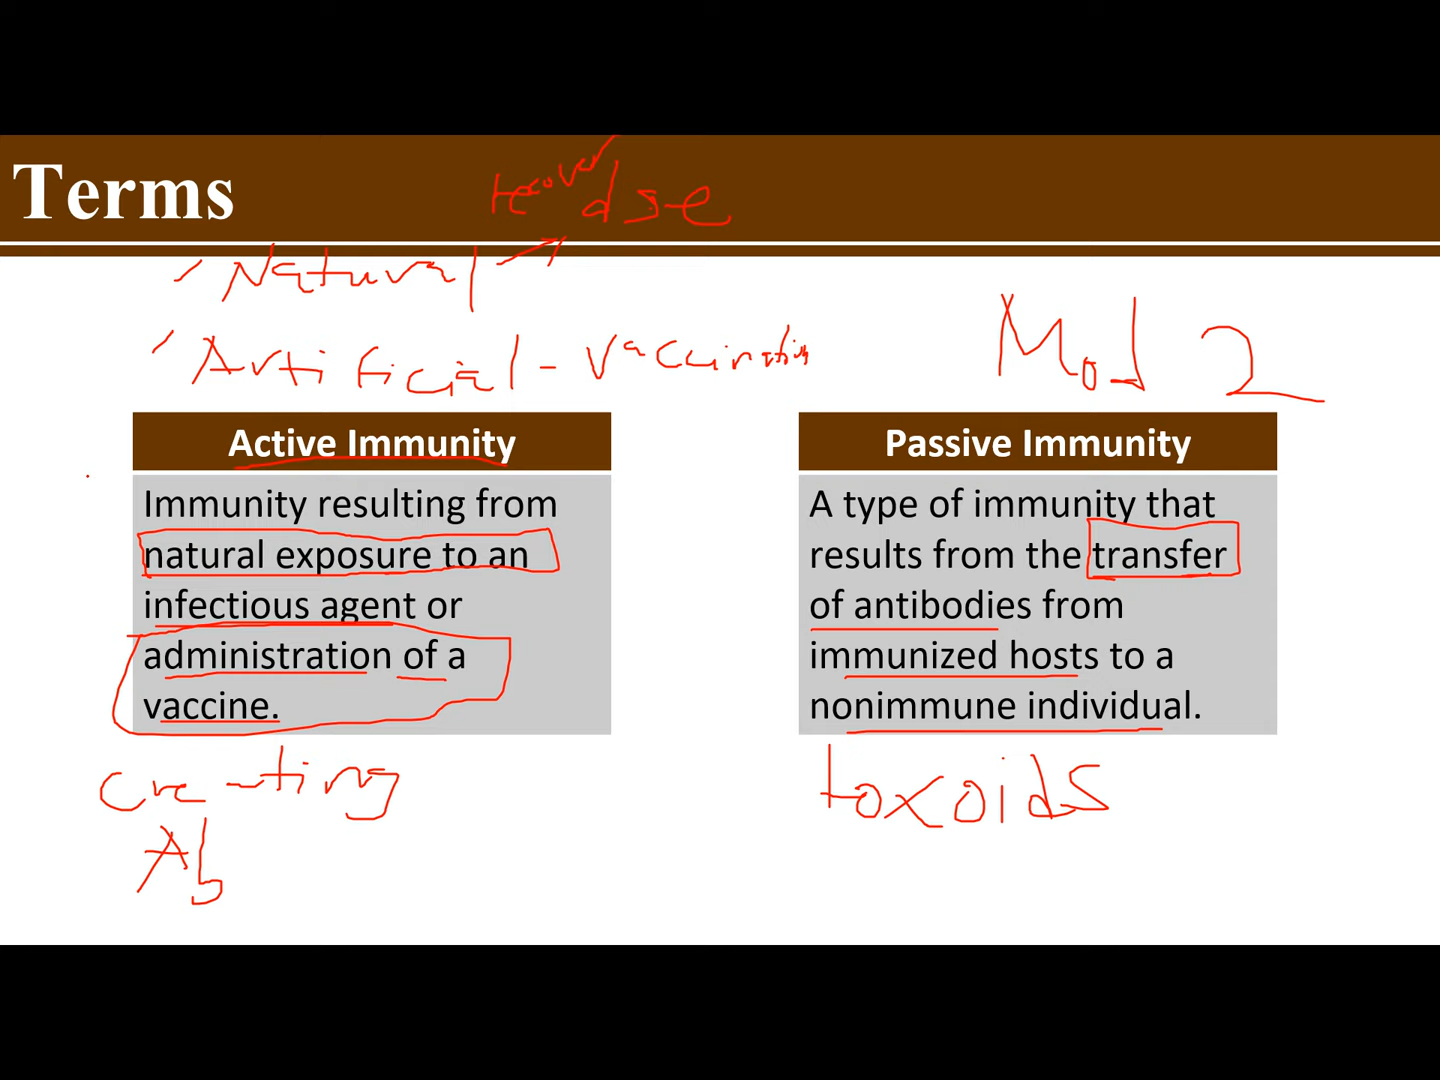 Terms
recover
dse
Natural
Artificial - Vaccination
Mod 2
Active Immunity
Immunity resulting from
natural exposure to an
infectious agent or
administration of a
vaccine.
Passive Immunity
A type of immunity that
results from the transfer
of antibodies from
immunized hosts to a
nonimmune individual.
creating
Ab
toxoids